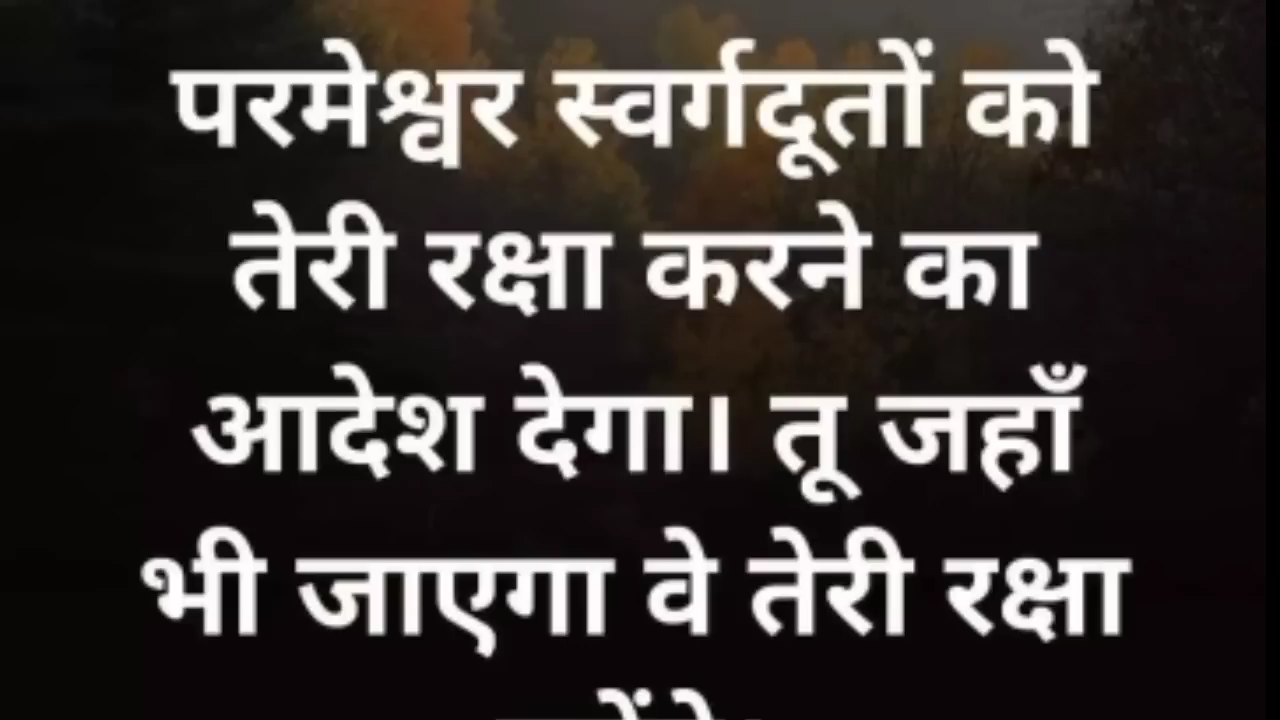 परमेश्वर स्वर्गदूतों को
तेरी रक्षा करने का
आदेश देगा। तू जहाँ
भी जाएगा वे तेरी रक्षा